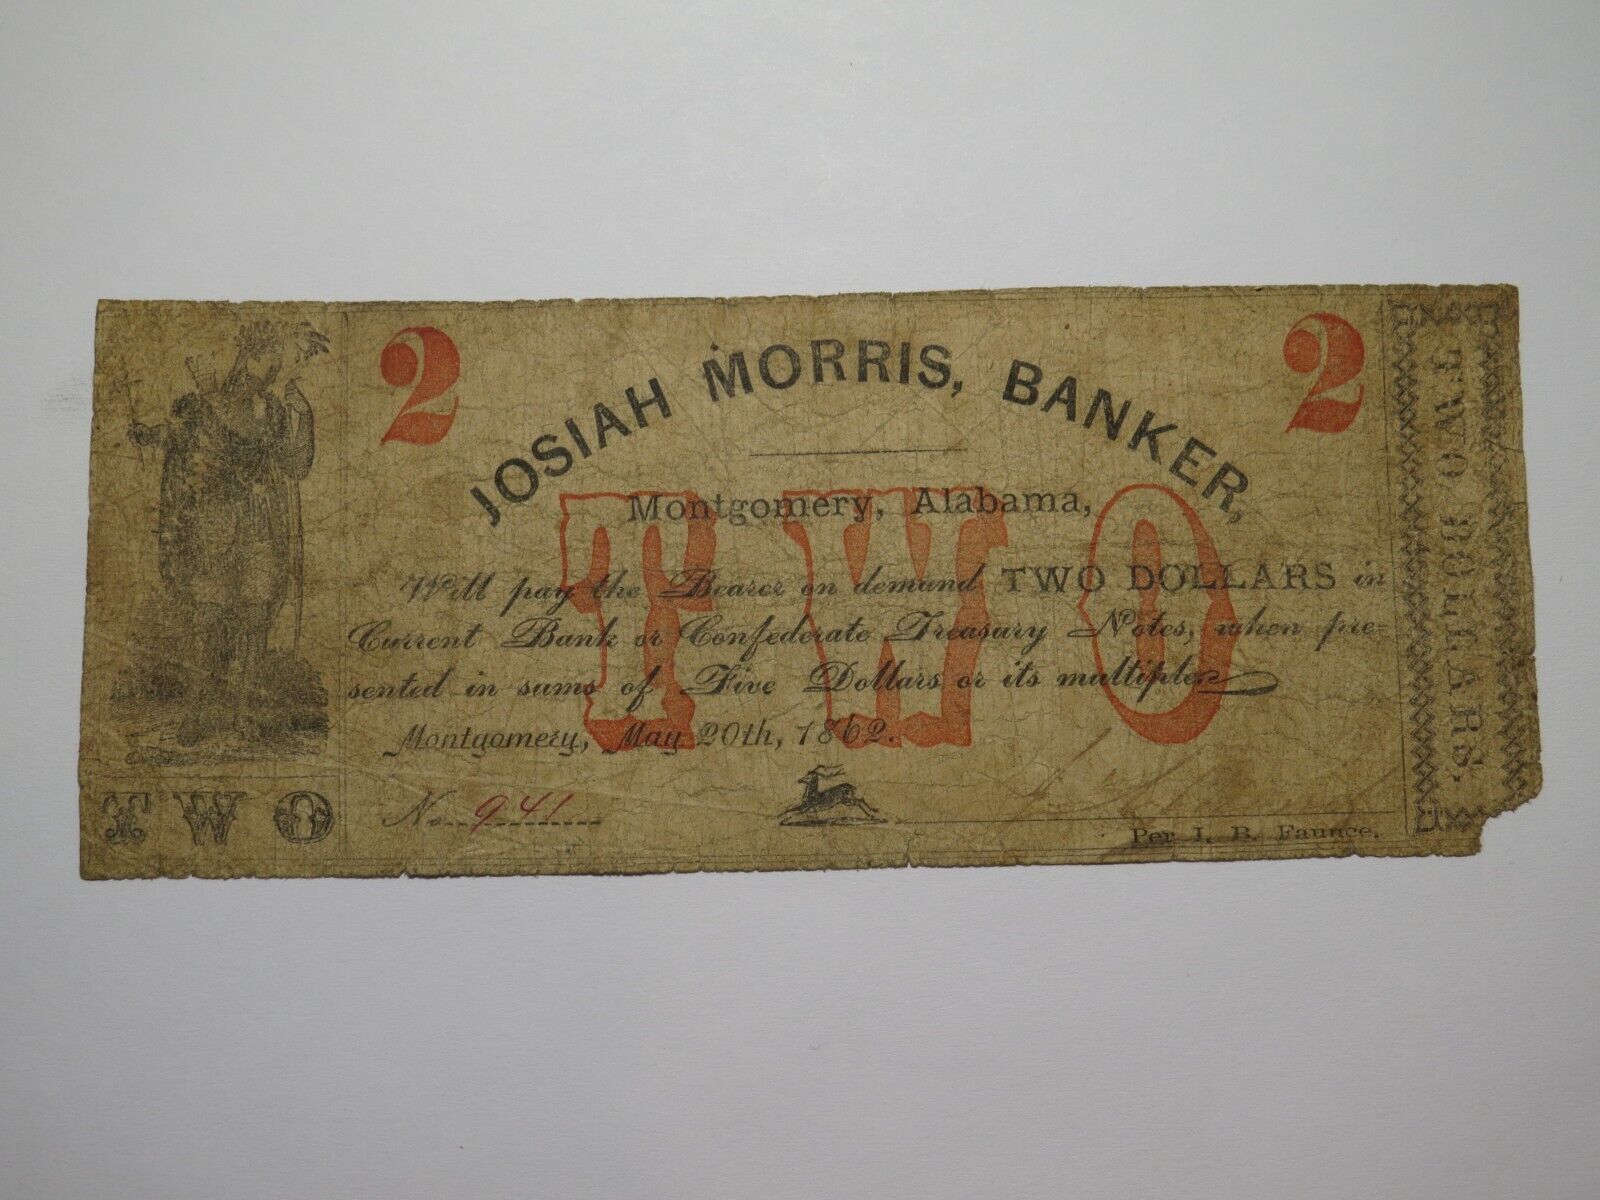 2
2
JOSIAH MORRIS, BANKER,
Montgomery, Alabama,
TWO
Will pay the Bearer on demand TWO DOLLARS in
Current Bank or Confederate Treasury Notes, when pre-
sented in sums of Five Dollars or its multiple
Montgomery, May 20th, 1862.
No. 941
Per I. B. Faunce.
TWO
TWO DOLLARS.